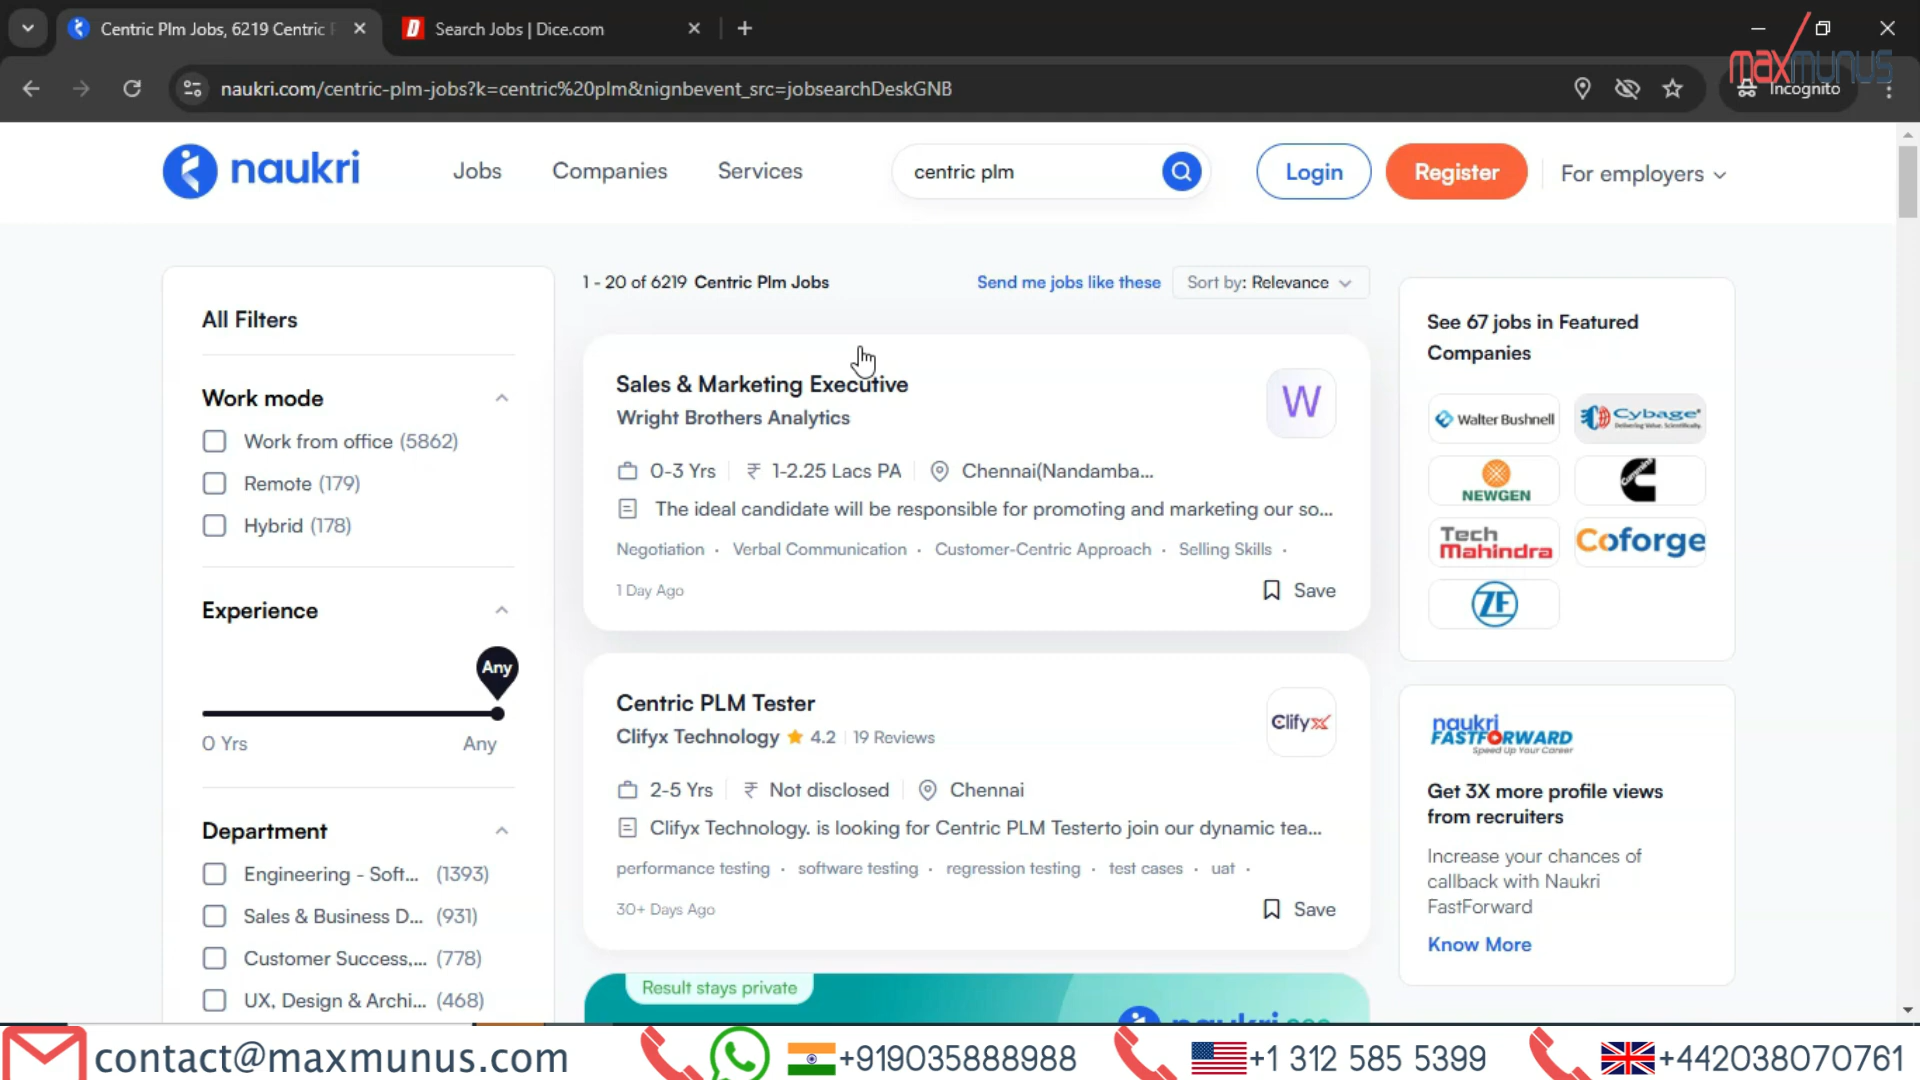 Centric Plm Jobs, 6219 Centric
Search Jobs | Dice.com
maxmunus
naukri.com/centric-plm-jobs?k=centric%20plm&nignbevent_src=jobsearchDeskGNB
Incognito
naukri
Jobs
Companies
Services
centric plm
Login
Register
For employers
1 - 20 of 6219 Centric Plm Jobs
Send me jobs like these
Sort by: Relevance
All Filters
Work mode
Work from office (5862)
Remote (179)
Hybrid (178)
Experience
Any
0 Yrs
Any
Department
Engineering - Soft... (1393)
Sales & Business D... (931)
Customer Success,... (778)
UX, Design & Archi... (468)
Sales & Marketing Executive
Wright Brothers Analytics
W
0-3 Yrs
₹ 1-2.25 Lacs PA
Chennai(Nandamba...
The ideal candidate will be responsible for promoting and marketing our so...
Negotiation · Verbal Communication · Customer-Centric Approach · Selling Skills ·
1 Day Ago
Save
Centric PLM Tester
Clifyx Technology 4.2 | 19 Reviews
Clifyx
2-5 Yrs
₹ Not disclosed
Chennai
Clifyx Technology. is looking for Centric PLM Testerto join our dynamic tea...
performance testing · software testing · regression testing · test cases · uat ·
30+ Days Ago
Save
Result stays private
See 67 jobs in Featured
Companies
Walter Bushnell
Cybage
Delivering Value. Scientifically.
NEWGEN
Cummins
Tech
Mahindra
Coforge
ZF
naukri
FASTFORWARD
Speed Up Your Career
Get 3X more profile views
from recruiters
Increase your chances of
callback with Naukri
FastForward
Know More
contact@maxmunus.com
+919035888988
+1 312 585 5399
+442038070761